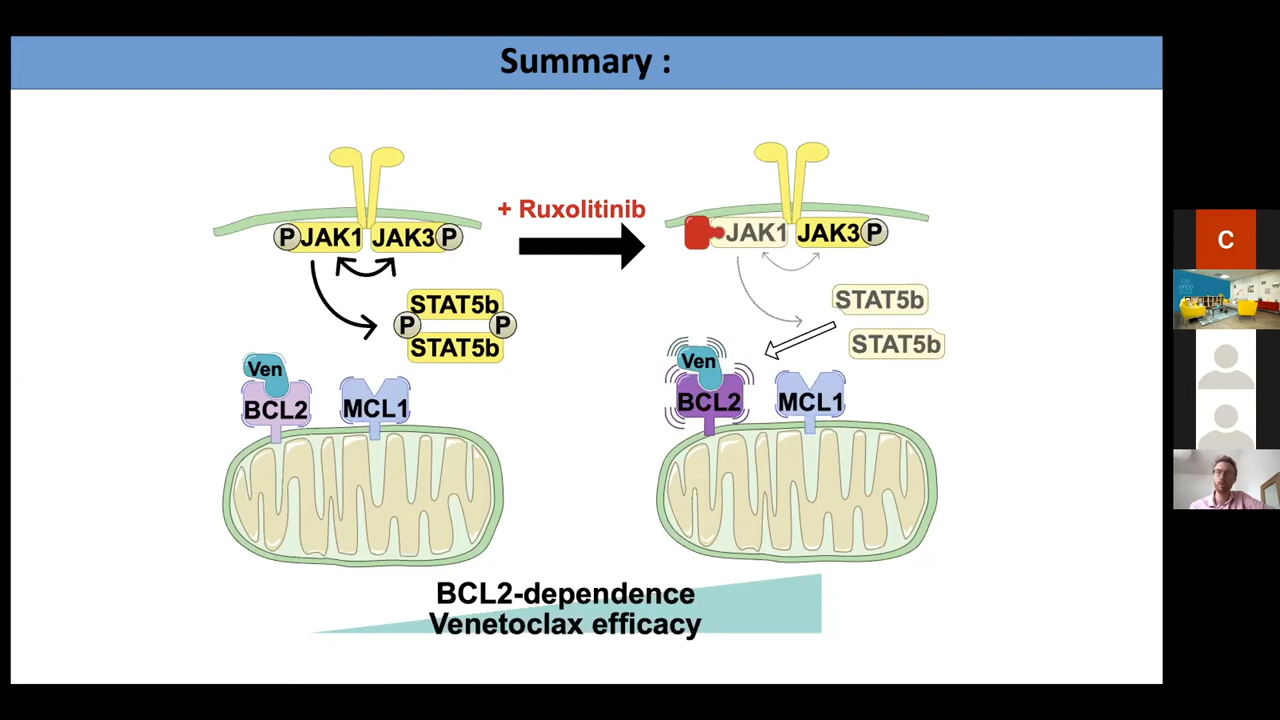 Summary :
+ Ruxolitinib
P JAK1 JAK3 P
JAK1 JAK3 P
STAT5b
P P
STAT5b
STAT5b
STAT5b
Ven
BCL2
MCL1
Ven
BCL2
MCL1
BCL2-dependence
Venetoclax efficacy
C